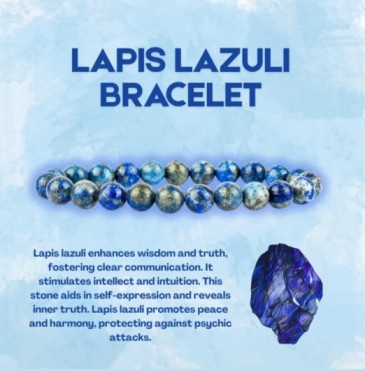 LAPIS LAZULI
BRACELET
Lapis lazuli enhances wisdom and truth,
fostering clear communication. It
stimulates intellect and intuition. This
stone aids in self-expression and reveals
inner truth. Lapis lazuli promotes peace
and harmony, protecting against psychic
attacks.